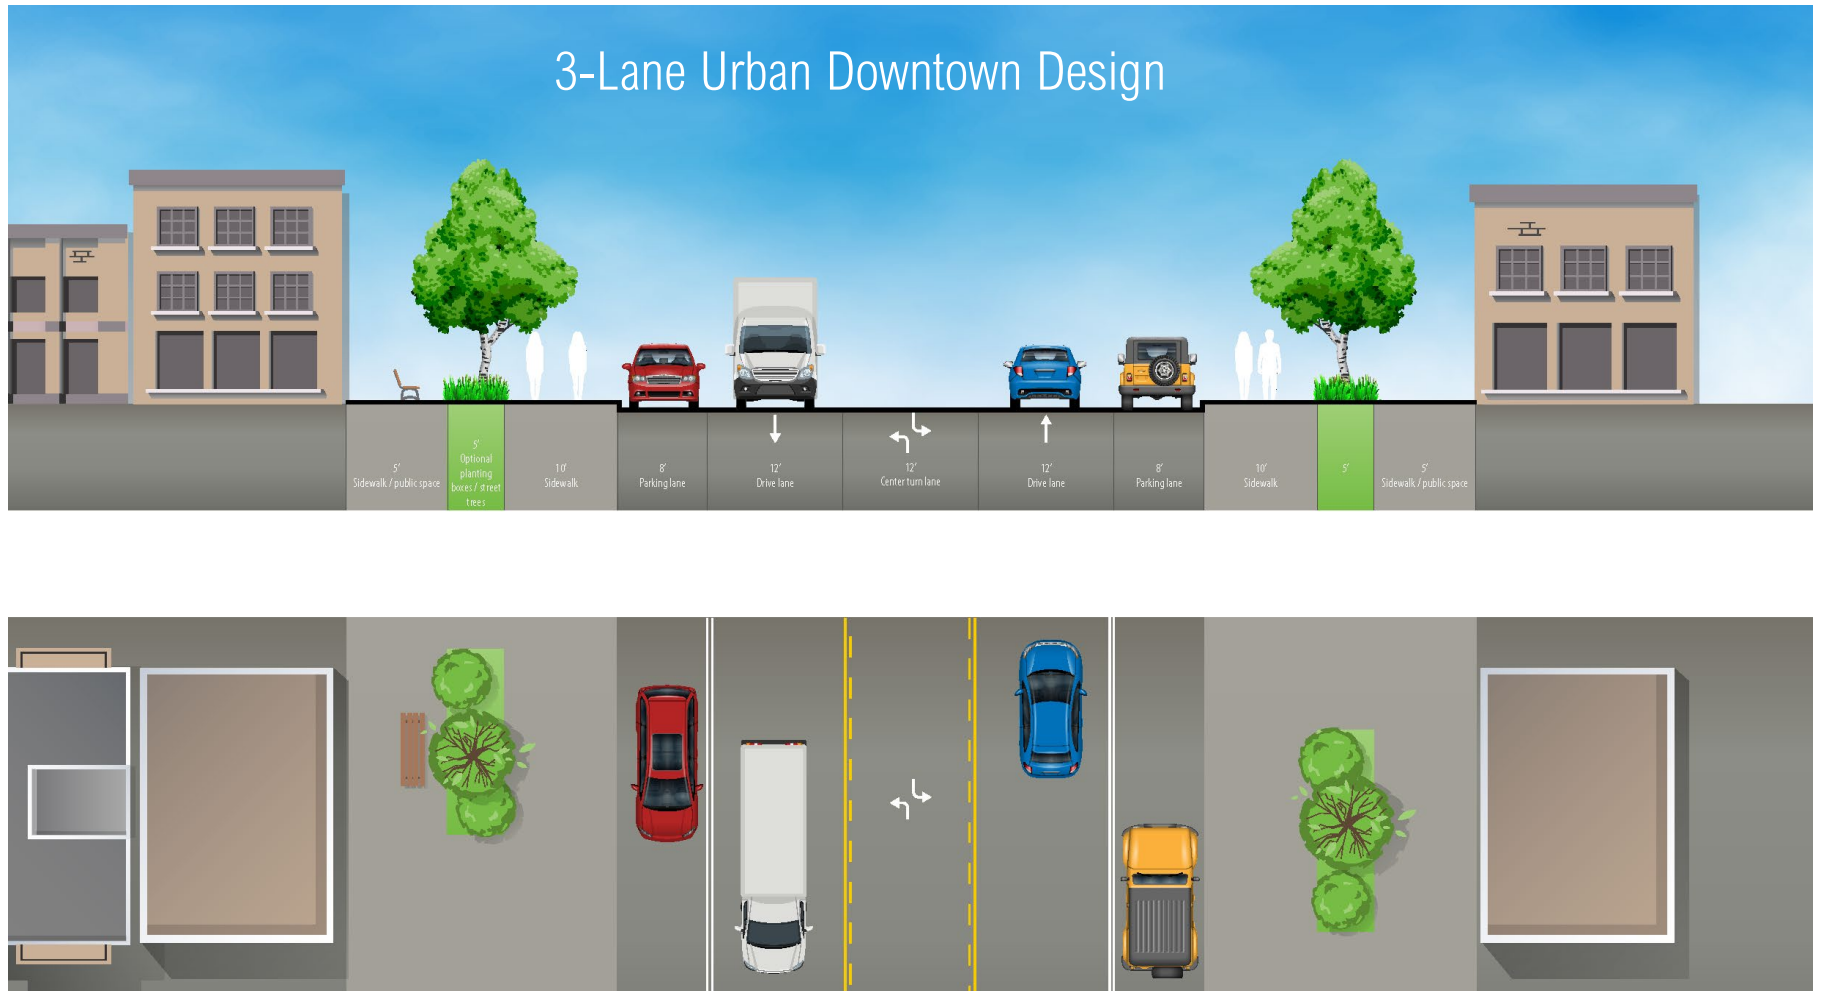 3-Lane Urban Downtown Design
5'
Sidewalk / public space
5'
Optional
planting
boxes / street
trees
10'
Sidewalk
8'
Parking lane
12'
Drive lane
12'
Center turn lane
12'
Drive lane
8'
Parking lane
10'
Sidewalk
5'
5'
Sidewalk / public space